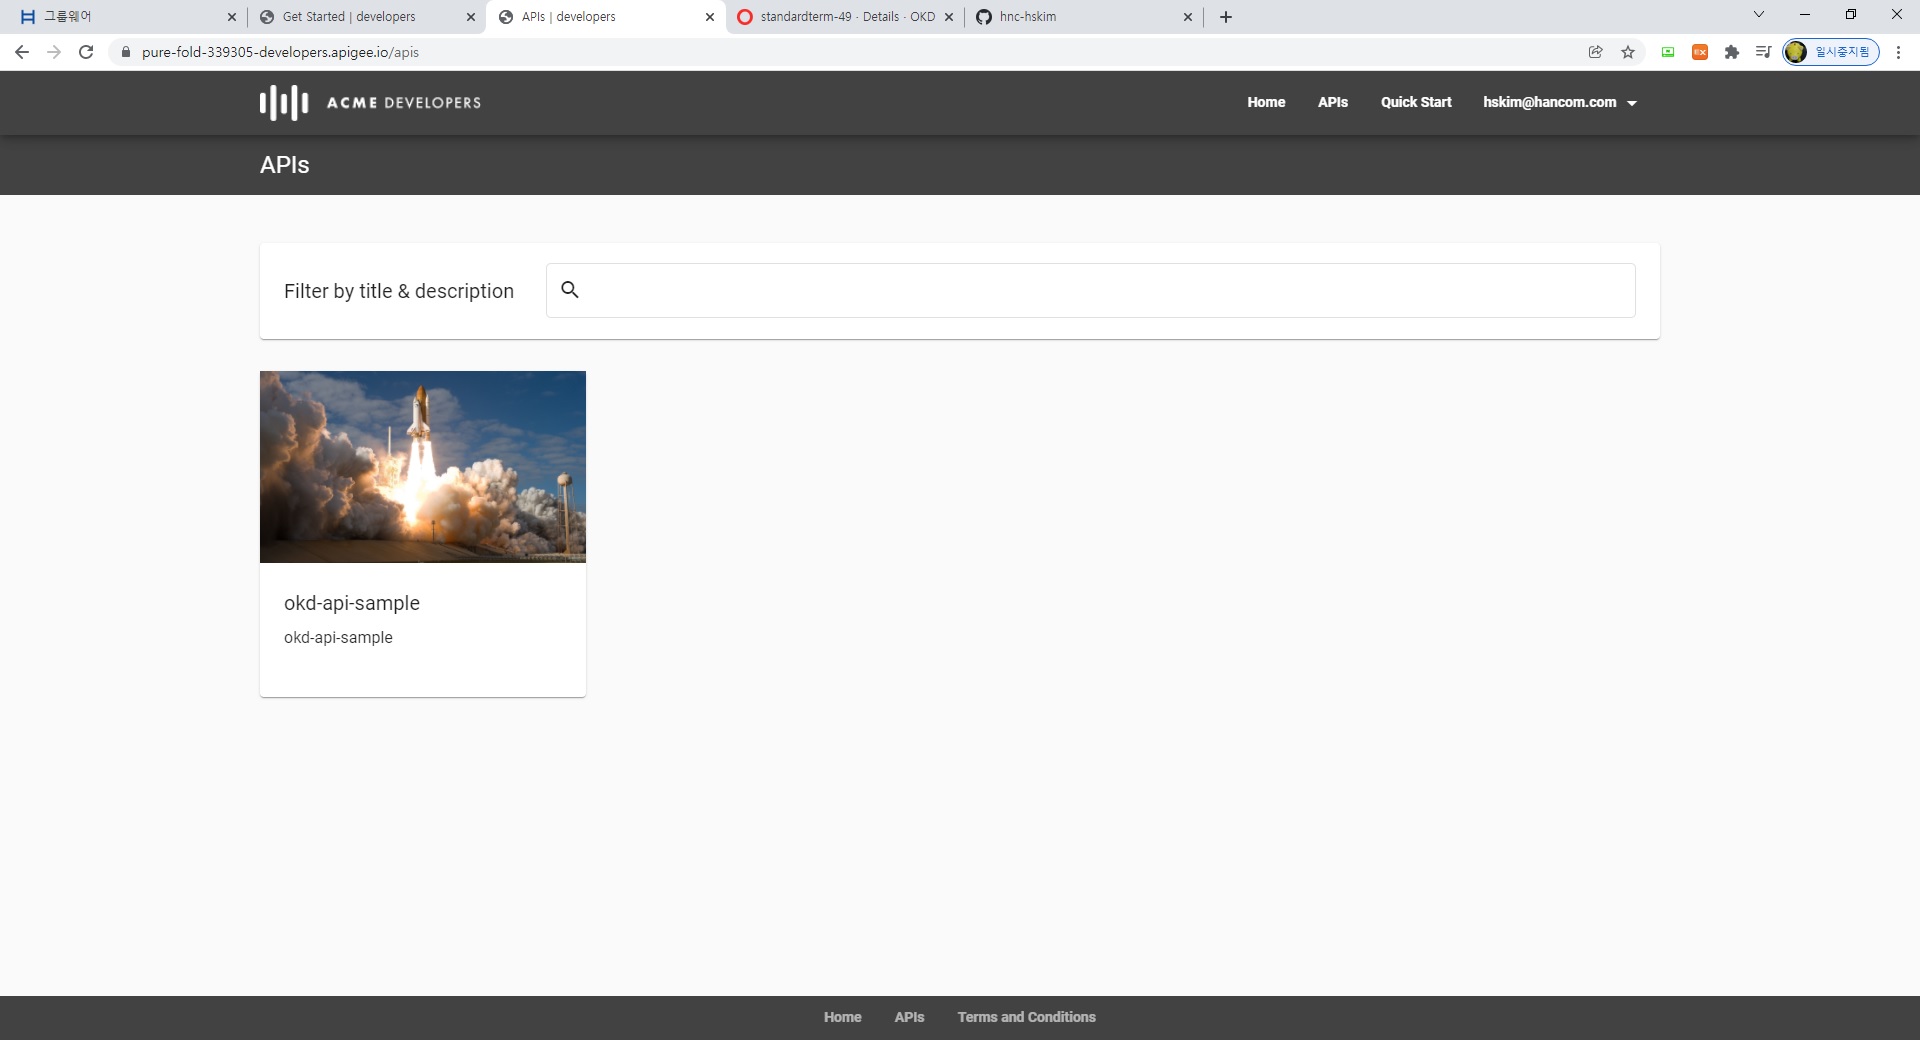 그룹웨어
Get Started | developers
APIs | developers
standardterm-49 · Details · OKD
hnc-hskim
pure-fold-339305-developers.apigee.io/apis
일시중지됨
ACME DEVELOPERS
Home
APIs
Quick Start
hskim@hancom.com
APIs
Filter by title & description
okd-api-sample
okd-api-sample
Home
APIs
Terms and Conditions